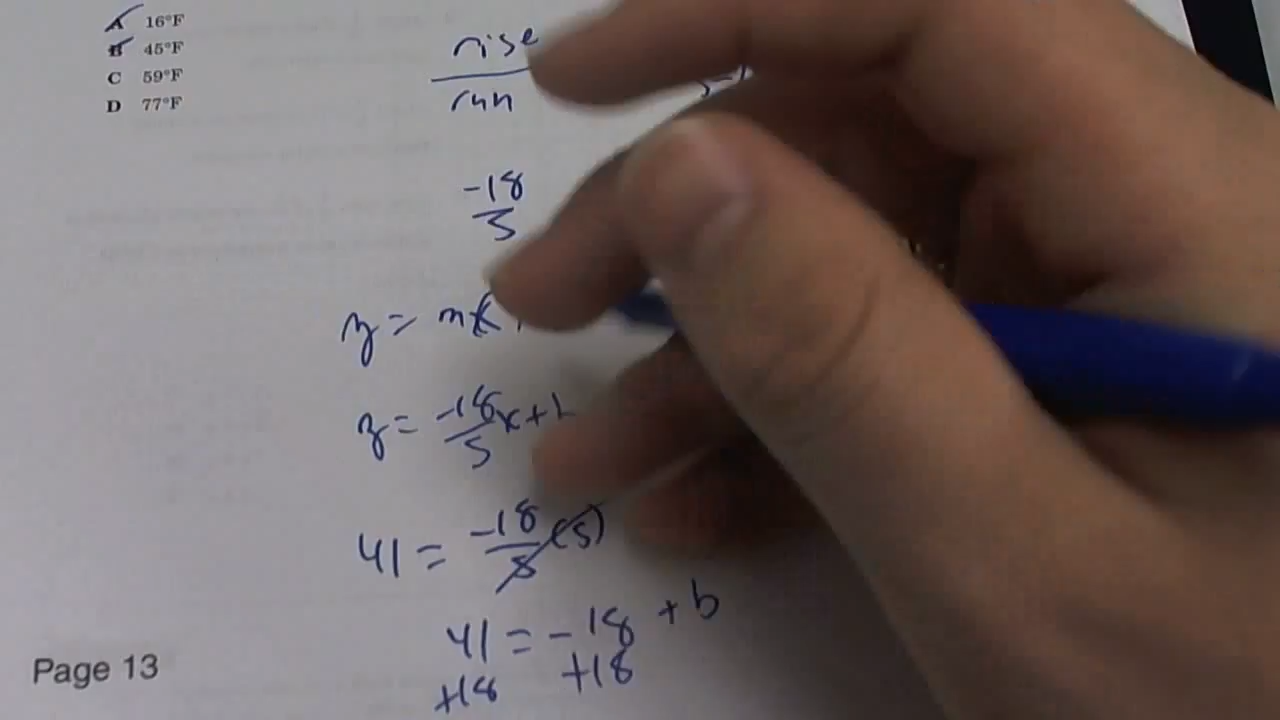 A 16°F
B 45°F
C 59°F
D 77°F
rise
run
-18
5
y = mx
y = -18/5 x +
41 = -18/5 (5)
41 = -18 + b
+18 +18
Page 13